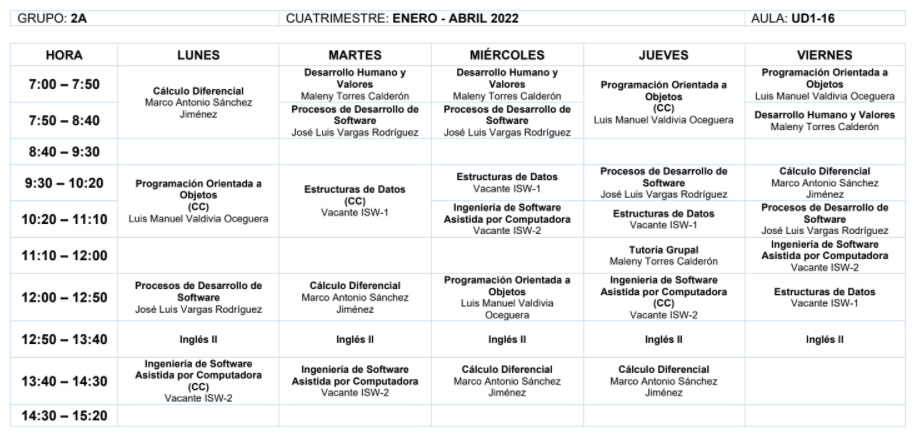 GRUPO: 2A CUATRIMESTRE: ENERO - ABRIL 2022 AULA: UD1-16
HORA LUNES MARTES MIÉRCOLES JUEVES VIERNES
7:00 – 7:50
7:50 – 8:40
Cálculo Diferencial
Marco Antonio Sánchez
Jiménez
Desarrollo Humano y
Valores
Maleny Torres Calderón
Procesos de Desarrollo de
Software
José Luis Vargas Rodríguez
Desarrollo Humano y
Valores
Maleny Torres Calderón
Procesos de Desarrollo de
Software
José Luis Vargas Rodríguez
Programación Orientada a
Objetos
(CC)
Luis Manuel Valdivia Oceguera
Programación Orientada a
Objetos
Luis Manuel Valdivia Oceguera
Desarrollo Humano y Valores
Maleny Torres Calderón
8:40 – 9:30
9:30 – 10:20
10:20 – 11:10
Programación Orientada a
Objetos
(CC)
Luis Manuel Valdivia Oceguera
Estructuras de Datos
(CC)
Vacante ISW-1
Estructuras de Datos
Vacante ISW-1
Ingeniería de Software
Asistida por Computadora
Vacante ISW-2
Procesos de Desarrollo de
Software
José Luis Vargas Rodríguez
Estructuras de Datos
Vacante ISW-1
Cálculo Diferencial
Marco Antonio Sánchez
Jiménez
Procesos de Desarrollo de
Software
José Luis Vargas Rodríguez
11:10 – 12:00
Tutoría Grupal
Maleny Torres Calderón
Ingeniería de Software
Asistida por Computadora
Vacante ISW-2
12:00 – 12:50
Procesos de Desarrollo de
Software
José Luis Vargas Rodríguez
Cálculo Diferencial
Marco Antonio Sánchez
Jiménez
Programación Orientada a
Objetos
Luis Manuel Valdivia
Oceguera
Ingeniería de Software
Asistida por Computadora
(CC)
Vacante ISW-2
Estructuras de Datos
Vacante ISW-1
12:50 – 13:40
Inglés II Inglés II Inglés II Inglés II Inglés II
13:40 – 14:30
Ingeniería de Software
Asistida por Computadora
(CC)
Vacante ISW-2
Ingeniería de Software
Asistida por Computadora
Vacante ISW-2
Cálculo Diferencial
Marco Antonio Sánchez
Jiménez
Cálculo Diferencial
Marco Antonio Sánchez
Jiménez
14:30 – 15:20